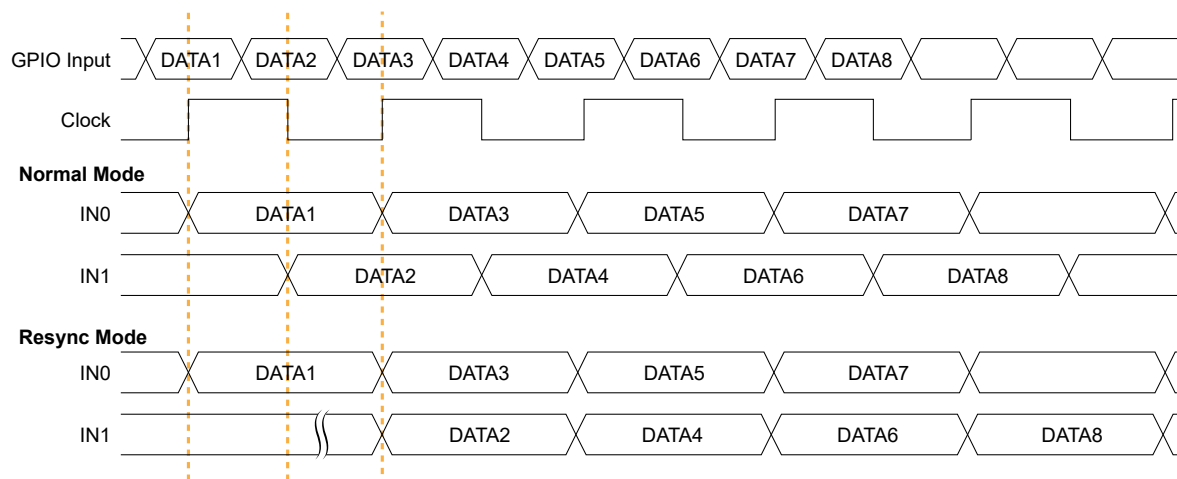 GPIO Input DATA1 DATA2 DATA3 DATA4 DATA5 DATA6 DATA7 DATA8
Clock
Normal Mode
IN0 DATA1 DATA3 DATA5 DATA7
IN1 DATA2 DATA4 DATA6 DATA8
Resync Mode
IN0 DATA1 DATA3 DATA5 DATA7
IN1 DATA2 DATA4 DATA6 DATA8